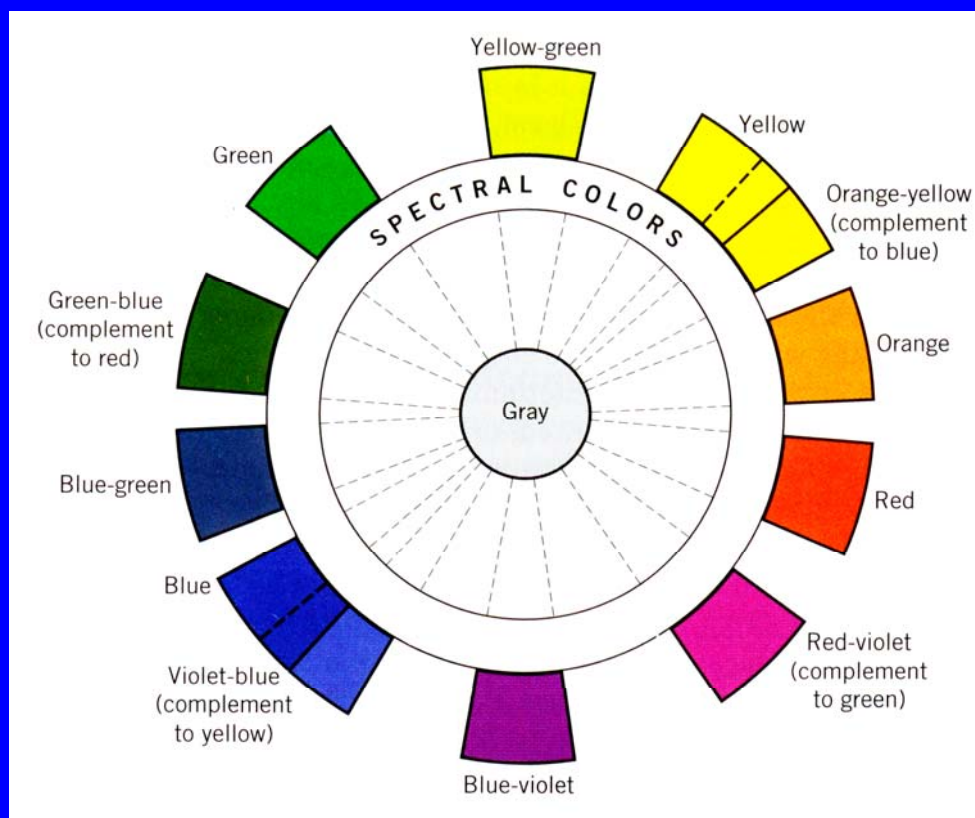 Yellow-green
Yellow
Green
SPECTRAL COLORS
Orange-yellow
(complement
to blue)
Green-blue
(complement
to red)
Orange
Gray
Blue-green
Red
Blue
Violet-blue
(complement
to yellow)
Red-violet
(complement
to green)
Blue-violet